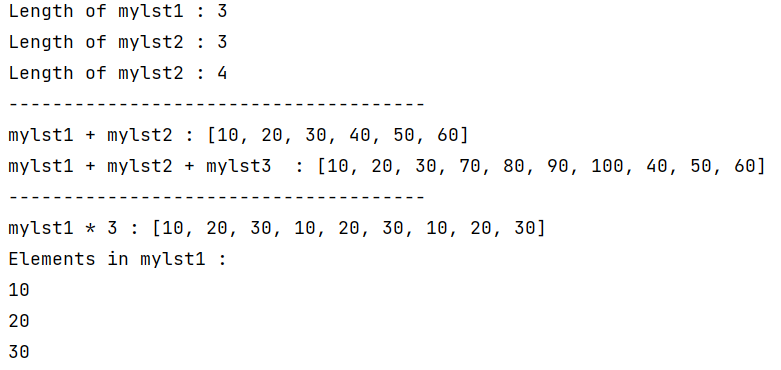 Length of mylst1 : 3
Length of mylst2 : 3
Length of mylst2 : 4
--------------------------------------
mylst1 + mylst2 : [10, 20, 30, 40, 50, 60]
mylst1 + mylst2 + mylst3  : [10, 20, 30, 70, 80, 90, 100, 40, 50, 60]
--------------------------------------
mylst1 * 3 : [10, 20, 30, 10, 20, 30, 10, 20, 30]
Elements in mylst1 :
10
20
30